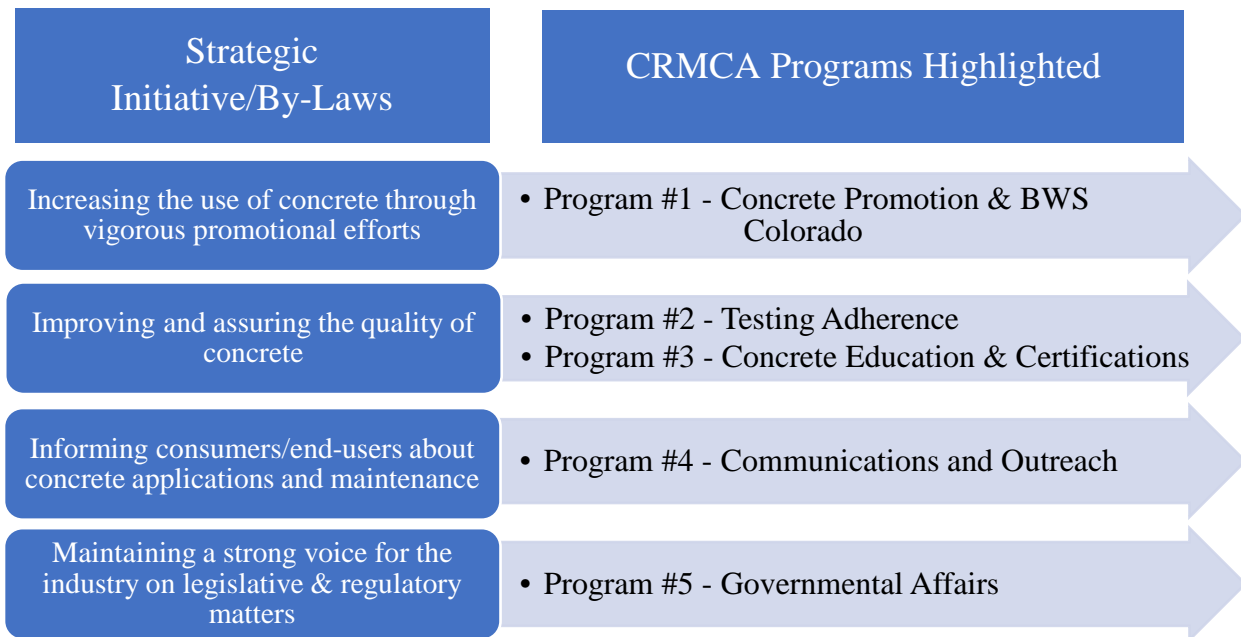 Strategic
Initiative/By-Laws
CRMCA Programs Highlighted
Increasing the use of concrete through
vigorous promotional efforts
• Program #1 - Concrete Promotion & BWS
Colorado
Improving and assuring the quality of
concrete
• Program #2 - Testing Adherence
• Program #3 - Concrete Education & Certifications
Informing consumers/end-users about
concrete applications and maintenance
• Program #4 - Communications and Outreach
Maintaining a strong voice for the
industry on legislative & regulatory
matters
• Program #5 - Governmental Affairs